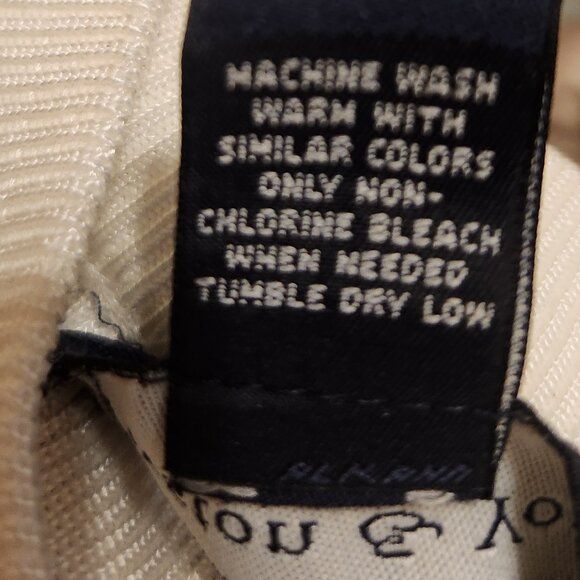 MACHINE WASH
WARM WITH
SIMILAR COLORS
ONLY NON-
CHLORINE BLEACH
WHEN NEEDED
TUMBLE DRY LOW